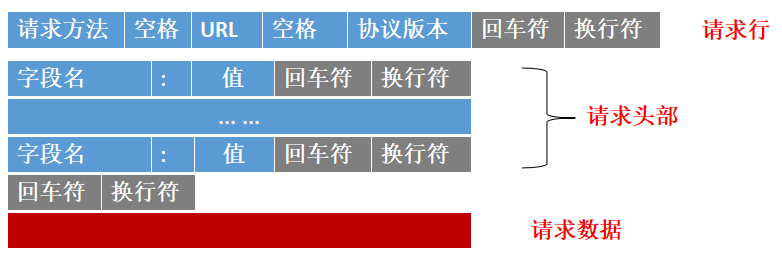 请求方法 空格 URL 空格 协议版本 回车符 换行符 请求行
字段名 : 值 回车符 换行符
... ...
请求头部
字段名 : 值 回车符 换行符
回车符 换行符
请求数据